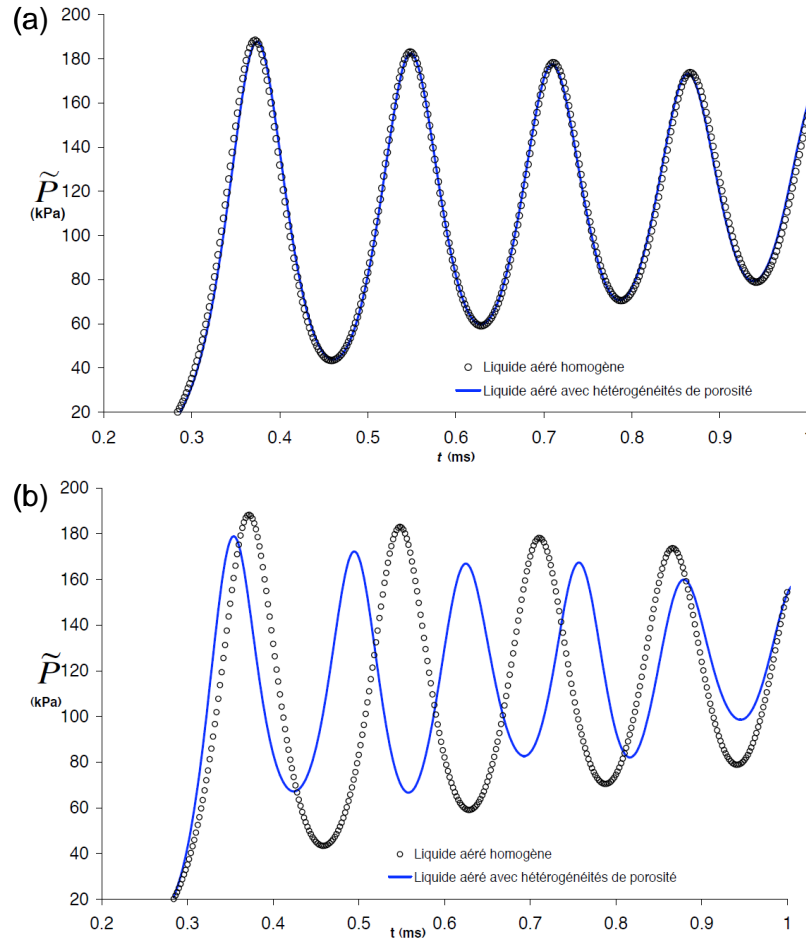 (a)
200
180
160
140
120
100
80
60
40
20
P̃
(kPa)
Liquide aéré homogène
Liquide aéré avec hétérogénéités de porosité
0.2 0.3 0.4 0.5 0.6 0.7 0.8 0.9 1
t (ms)
(b)
200
180
160
140
120
100
80
60
40
20
P̃
(kPa)
Liquide aéré homogène
Liquide aéré avec hétérogénéités de porosité
0.2 0.3 0.4 0.5 0.6 0.7 0.8 0.9 1
t (ms)